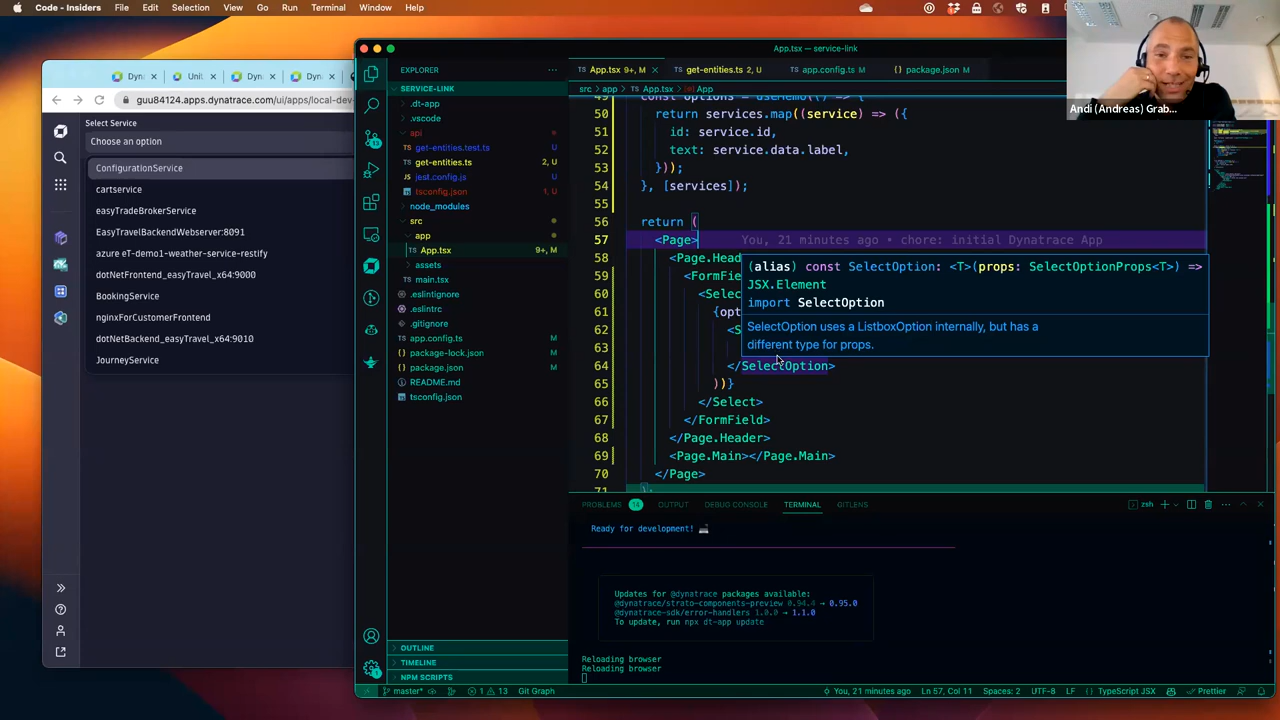 Code - Insiders File Edit Selection View Go Run Terminal Window Help
Andi (Andreas) Grab...
guu84124.apps.dynatrace.com/ui/apps/local-dev
Select Service
Choose an option
ConfigurationService
cartservice
easyTradeBrokerService
EasyTravelBackendWebserver:8091
azure eT-demo1-weather-service-restify
dotNetFrontend_easyTravel_x64:9000
BookingService
nginxForCustomerFrontend
dotNetBackend_easyTravel_x64:9010
JourneyService
App.tsx — service-link
EXPLORER
SERVICE-LINK
.dt-app
.vscode
api
get-entities.test.ts
get-entities.ts 2, U
jest.config.js
tsconfig.json 1, U
node_modules
src
app
App.tsx 9+, M
assets
main.tsx
.eslintignore
.eslintrc
.gitignore
app.config.ts M
package-lock.json M
package.json M
README.md
tsconfig.json
OUTLINE
TIMELINE
NPM SCRIPTS
App.tsx 9+, M get-entities.ts 2, U app.config.ts M package.json M
src > app > App.tsx > App
49 const options = useMemo(() => {
50 return services.map((service) => ({
51 id: service.id,
52 text: service.data.label,
53 }));
54 }, [services]);
55
56 return (
57 <Page> You, 21 minutes ago • chore: initial Dynatrace App
58 <Page.Head
59 <FormFie
60 <Selec
61 {opt
62 <S
63
64 </SelectOption>
65 ))}
66 </Select>
67 </FormField>
68 </Page.Header>
69 <Page.Main></Page.Main>
70 </Page>
71 );
(alias) const SelectOption: <T>(props: SelectOptionProps<T>) =>
JSX.Element
import SelectOption
SelectOption uses a ListboxOption internally, but has a
different type for props.
PROBLEMS 14 OUTPUT DEBUG CONSOLE TERMINAL GITLENS zsh
Ready for development!
Updates for @dynatrace packages available:
@dynatrace/strato-components-preview 0.94.4 → 0.95.0
@dynatrace-sdk/error-handlers 1.0.0 → 1.1.0
To update, run npx dt-app update
Reloading browser
Reloading browser
master* 1 13 Git Graph You, 21 minutes ago Ln 57, Col 11 Spaces: 2 UTF-8 LF {} TypeScript JSX Prettier